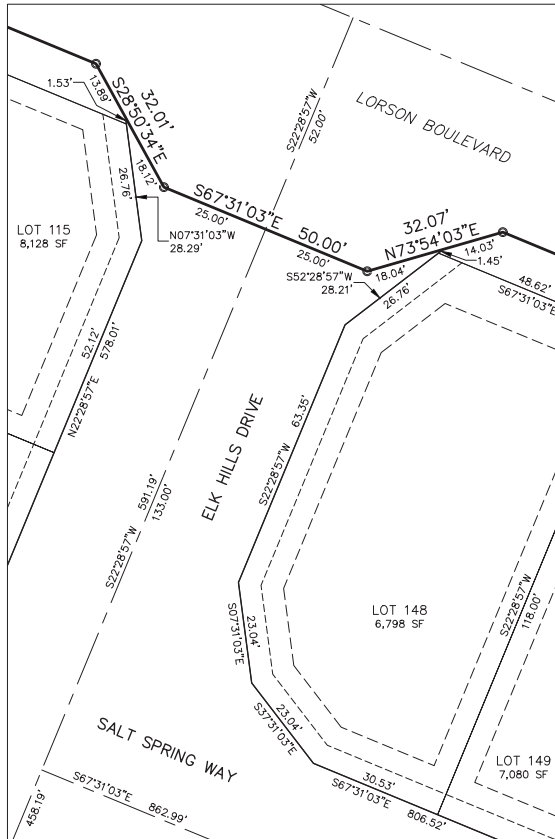 1.53'
13.89'
32.01'
S28°50'34"E
18.12'
26.76'
N07°31'03"W
28.29'
LOT 115
8,128 SF
S22°28'57"W
52.00'
LORSON BOULEVARD
S67°31'03"E
25.00'
50.00'
25.00'
32.07'
N73°54'03"E
18.04'
14.03'
1.45'
S52°28'57"W
28.21'
26.76'
48.62'
S67°31'03"E
52.12'
578.01'
N22°28'57"E
ELK HILLS DRIVE
63.35'
S22°28'57"W
591.19'
133.00'
S22°28'57"W
S07°31'03"E
23.04'
LOT 148
6,798 SF
S22°28'57"W
118.00'
23.04'
S37°31'03"E
SALT SPRING WAY
LOT 149
7,080 SF
30.53'
S67°31'03"E
806.52'
S67°31'03"E
862.99'
458.19'